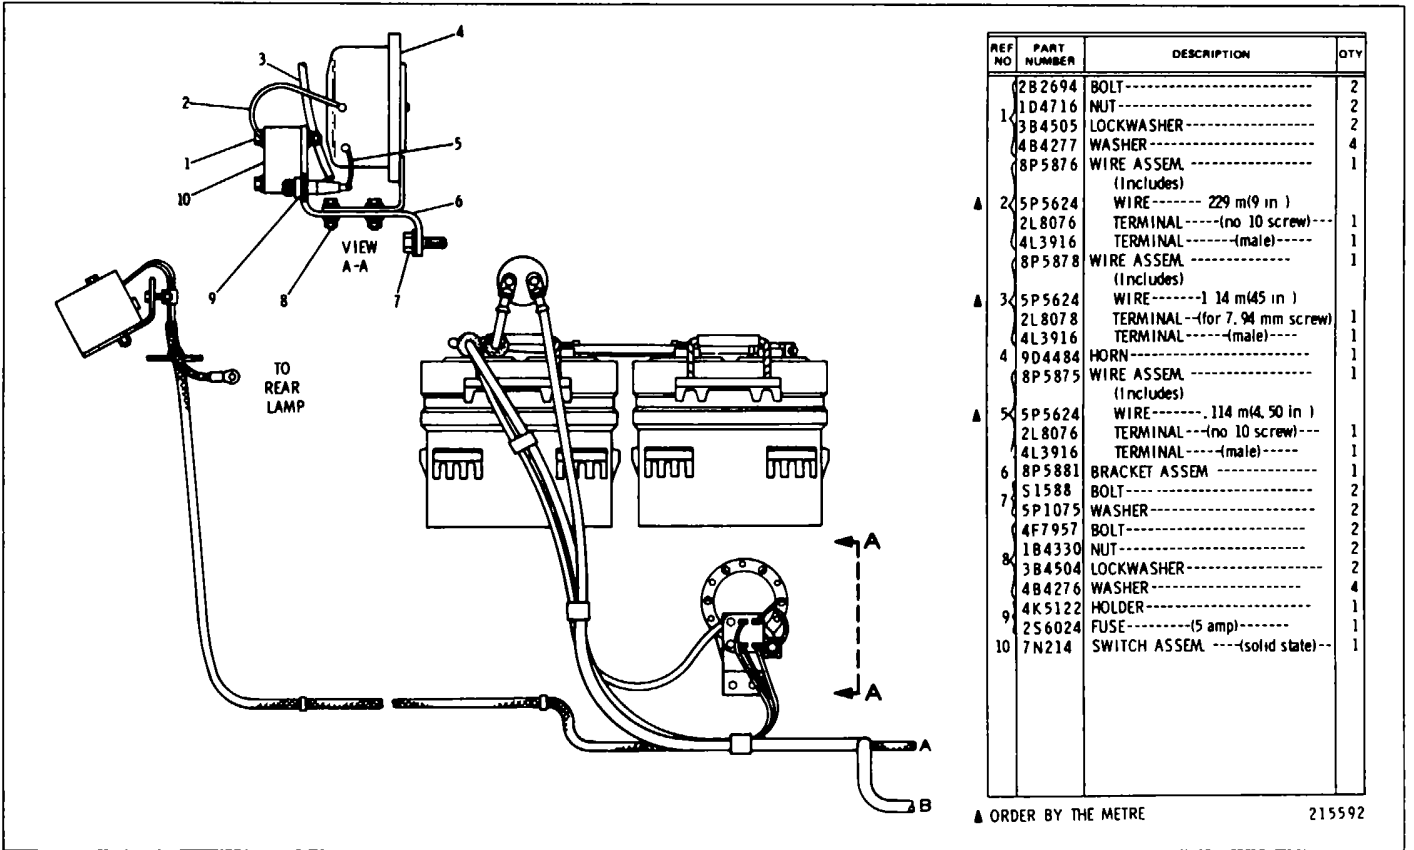 4
3
2
1
10
5
6
VIEW
A-A
9
8
7
TO
REAR
LAMP
A
A
A
B
REF NO PART NUMBER DESCRIPTION QTY
1 2B2694 BOLT 2
1D4716 NUT 2
3B4505 LOCKWASHER 2
4B4277 WASHER 4
8P5876 WIRE ASSEM. 1
(Includes)
▲ 2 5P5624 WIRE------- 229 m(9 in )
2L8076 TERMINAL-----(no 10 screw)--- 1
4L3916 TERMINAL-------(male)----- 1
8P5878 WIRE ASSEM. 1
(Includes)
▲ 3 5P5624 WIRE-------1 14 m(45 in )
2L8078 TERMINAL--(for 7.94 mm screw) 1
4L3916 TERMINAL------(male)---- 1
4 9D4484 HORN 1
8P5875 WIRE ASSEM. 1
(Includes)
▲ 5 5P5624 WIRE-------.114 m(4.50 in )
2L8076 TERMINAL---(no 10 screw)--- 1
4L3916 TERMINAL-----(male)----- 1
6 8P5881 BRACKET ASSEM 1
7 S1588 BOLT 2
5P1075 WASHER 2
4F7957 BOLT 2
8 1B4330 NUT 2
3B4504 LOCKWASHER 2
4B4276 WASHER 4
9 4K5122 HOLDER 1
2S6024 FUSE---------(5 amp)------- 1
10 7N214 SWITCH ASSEM. ----(solid state)-- 1
▲ ORDER BY THE METRE 215592